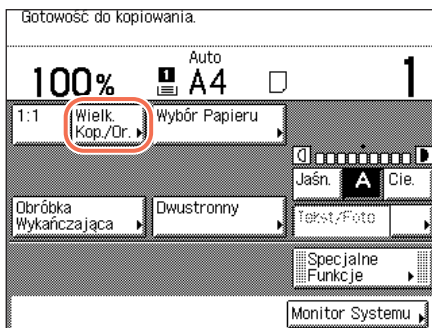 Gotowość do kopiowania.
Auto
100% 1 A4 1
1:1 Wielk. Kop./Or. Wybór Papieru
Jaśn. A Cie.
Obróbka Wykańczająca Dwustronny Tekst/Foto
Specjalne Funkcje
Monitor Systemu